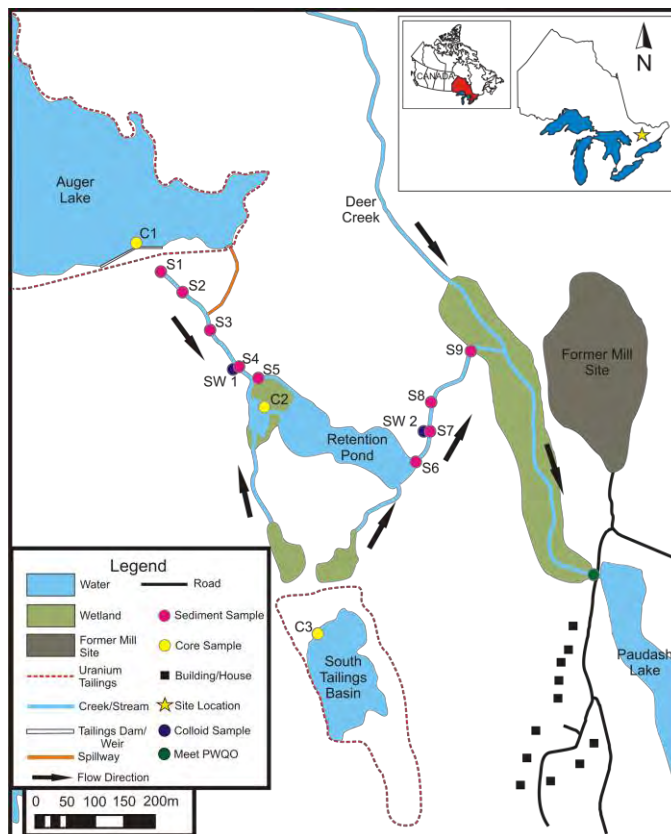 CANADA
N
Auger
Lake
C1
Deer
Creek
S1
S2
S3
S4
SW 1
S5
C2
Retention
Pond
S9
S8
SW 2
S7
S6
Former Mill
Site
C3
South
Tailings
Basin
Paudash
Lake
Legend
Water
Road
Wetland
Sediment Sample
Former Mill
Site
Core Sample
Uranium
Tailings
Building/House
Creek/Stream
Site Location
Tailings Dam/
Weir
Colloid Sample
Spillway
Meet PWQO
Flow Direction
0 50 100 200m